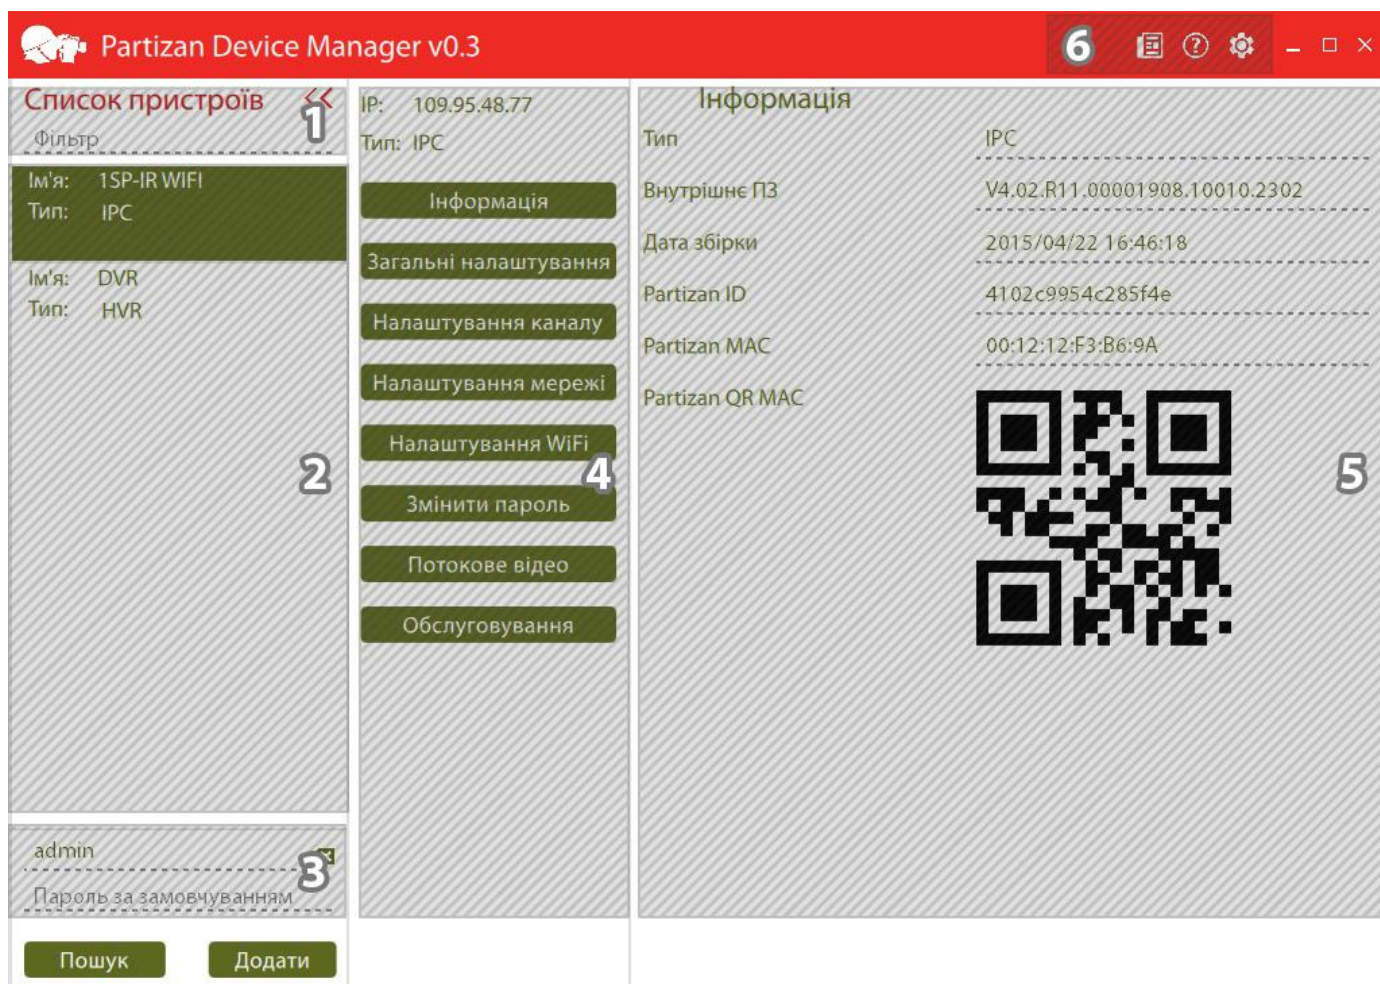 Partizan Device Manager v0.3
6
Список пристроїв <<
1
Фільтр
Ім'я: 1SP-IR WIFI
Тип: IPC
Ім'я: DVR
Тип: HVR
2
admin
3
Пароль за замовчуванням
Пошук Додати
IP: 109.95.48.77
Тип: IPC
Інформація
Загальні налаштування
Налаштування каналу
Налаштування мережі
Налаштування WiFi
4
Змінити пароль
Потокове відео
Обслуговування
Інформація
Тип IPC
Внутрішнє ПЗ V4.02.R11.00001908.10010.2302
Дата збірки 2015/04/22 16:46:18
Partizan ID 4102c9954c285f4e
Partizan MAC 00:12:12:F3:B6:9A
Partizan QR MAC
5